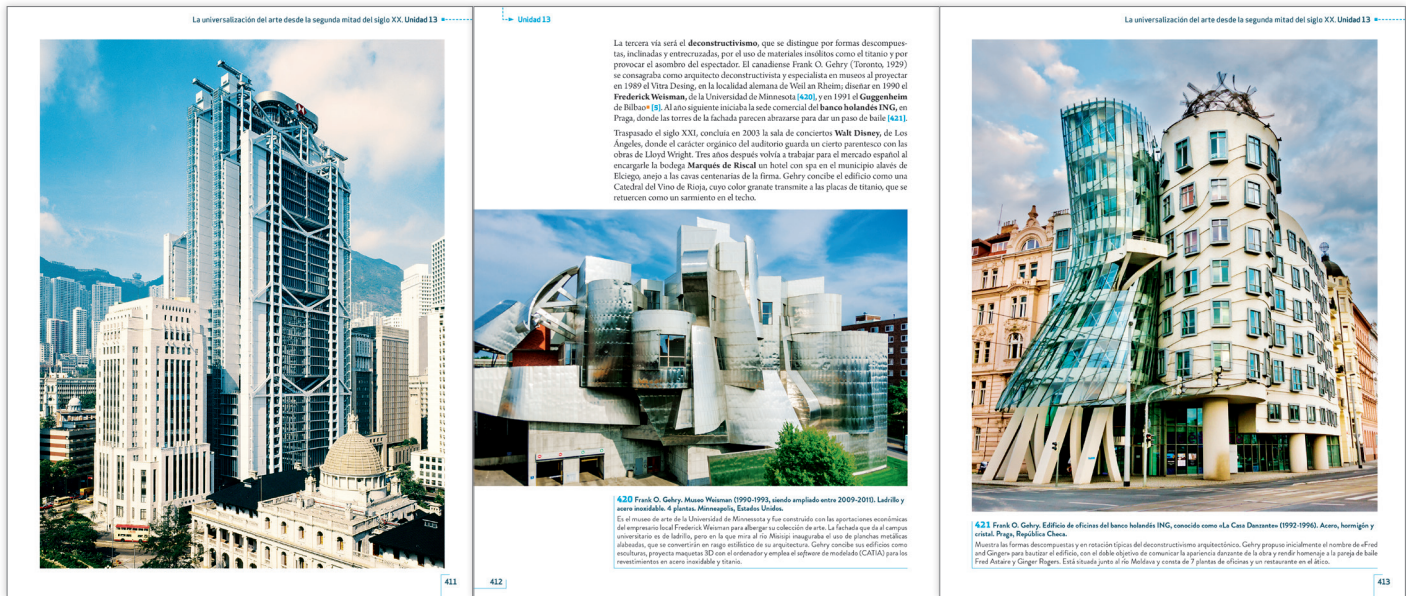 La universalización del arte desde la segunda mitad del siglo XX. Unidad 13
411
Unidad 13
La tercera vía será el deconstructivismo, que se distingue por formas descompues-
tas, inclinadas y entrecruzadas, por el uso de materiales insólitos como el titanio y por
provocar el asombro del espectador. El canadiense Frank O. Gehry (Toronto, 1929)
se consagraba como arquitecto deconstructivista y especialista en museos al proyectar
en 1989 el Vitra Desing, en la localidad alemana de Weil an Rheim; diseñar en 1990 el
Frederick Weisman, de la Universidad de Minnesota [420], y en 1991 el Guggenheim
de Bilbao [5]. Al año siguiente iniciaba la sede comercial del banco holandés ING, en
Praga, donde las torres de la fachada parecen abrazarse para dar un paso de baile [421].
Traspasado el siglo XXI, concluía en 2003 la sala de conciertos Walt Disney, de Los
Ángeles, donde el carácter orgánico del auditorio guarda un cierto parentesco con las
obras de Lloyd Wright. Tres años después volvía a trabajar para el mercado español al
encargarle la bodega Marqués de Riscal un hotel con spa en el municipio alavés de
Elciego, anejo a las cavas centenarias de la firma. Gehry concibe el edificio como una
Catedral del Vino de Rioja, cuyo color granate transmite a las placas de titanio, que se
retuercen como un sarmiento en el techo.
420 Frank O. Gehry. Museo Weisman (1990-1993, siendo ampliado entre 2009-2011). Ladrillo y
acero inoxidable. 4 plantas. Minneapolis, Estados Unidos.
Es el museo de arte de la Universidad de Minnesota y fue construido con las aportaciones económicas
del empresario local Frederick Weisman para albergar su colección de arte. La fachada que da al campus
universitario es de ladrillo, pero en la que mira al río Misisipi inauguraba el uso de planchas metálicas
alabeadas, que se convertirán en rasgo estilístico de su arquitectura. Gehry concibe sus edificios como
esculturas, proyecta maquetas 3D con el ordenador y emplea el software de modelado (CATIA) para los
revestimientos en acero inoxidable y titanio.
412
La universalización del arte desde la segunda mitad del siglo XX. Unidad 13
421 Frank O. Gehry. Edificio de oficinas del banco holandés ING, conocido como «La Casa Danzante» (1992-1996). Acero, hormigón y
cristal. Praga, República Checa.
Muestra las formas descompuestas y en rotación típicas del deconstructivismo arquitectónico. Gehry propuso inicialmente el nombre de «Fred
and Ginger» para bautizar el edificio, con el doble objetivo de comunicar la apariencia danzante de la obra y rendir homenaje a la pareja de baile
Fred Astaire y Ginger Rogers. Está situada junto al río Moldava y consta de 7 plantas de oficinas y un restaurante en el ático.
413